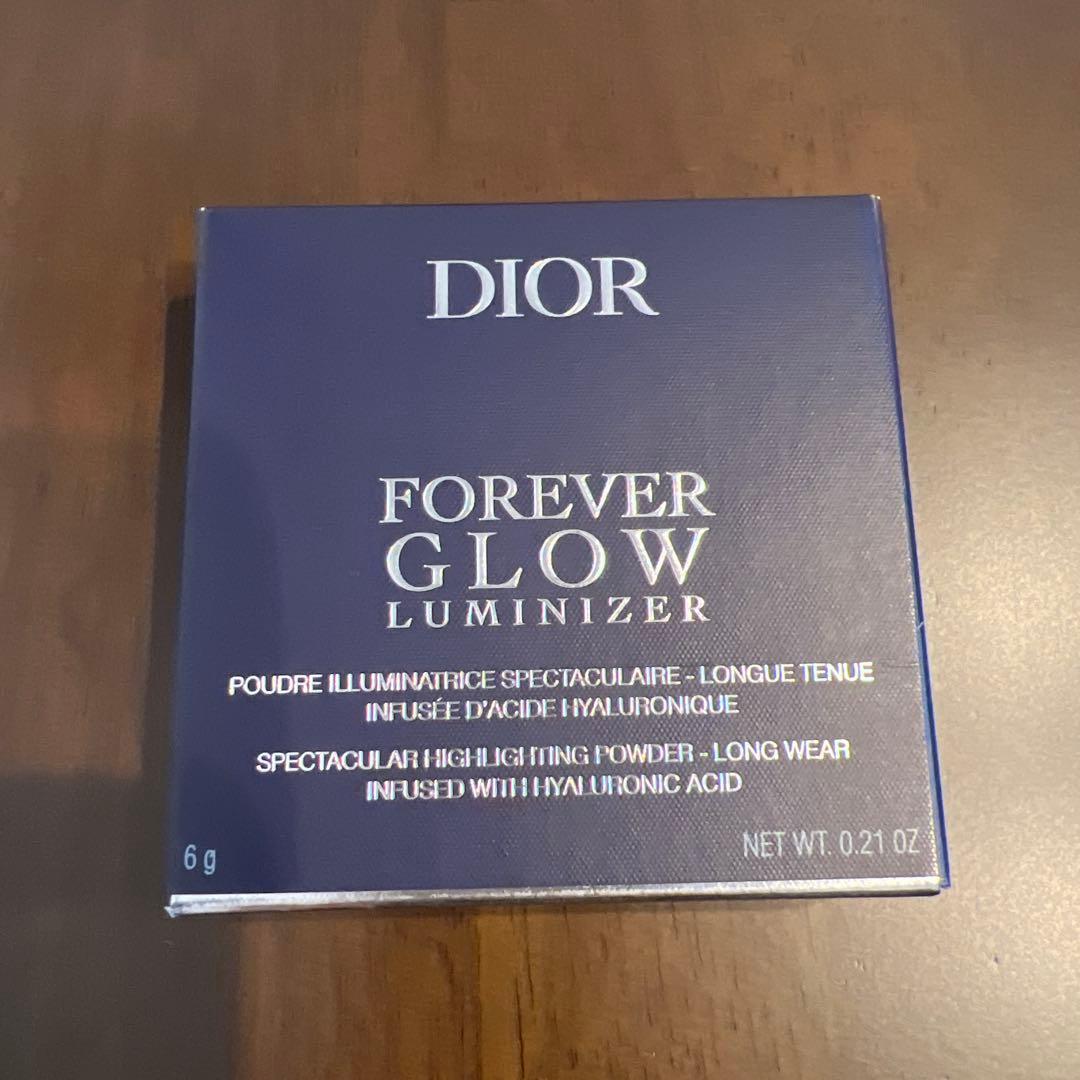 DIOR
FOREVER
GLOW
LUMINIZER
POUDRE ILLUMINATRICE SPECTACULAIRE - LONGUE TENUE
INFUSÉE D'ACIDE HYALURONIQUE
SPECTACULAR HIGHLIGHTING POWDER - LONG WEAR
INFUSED WITH HYALURONIC ACID
6 g NET WT. 0.21 OZ